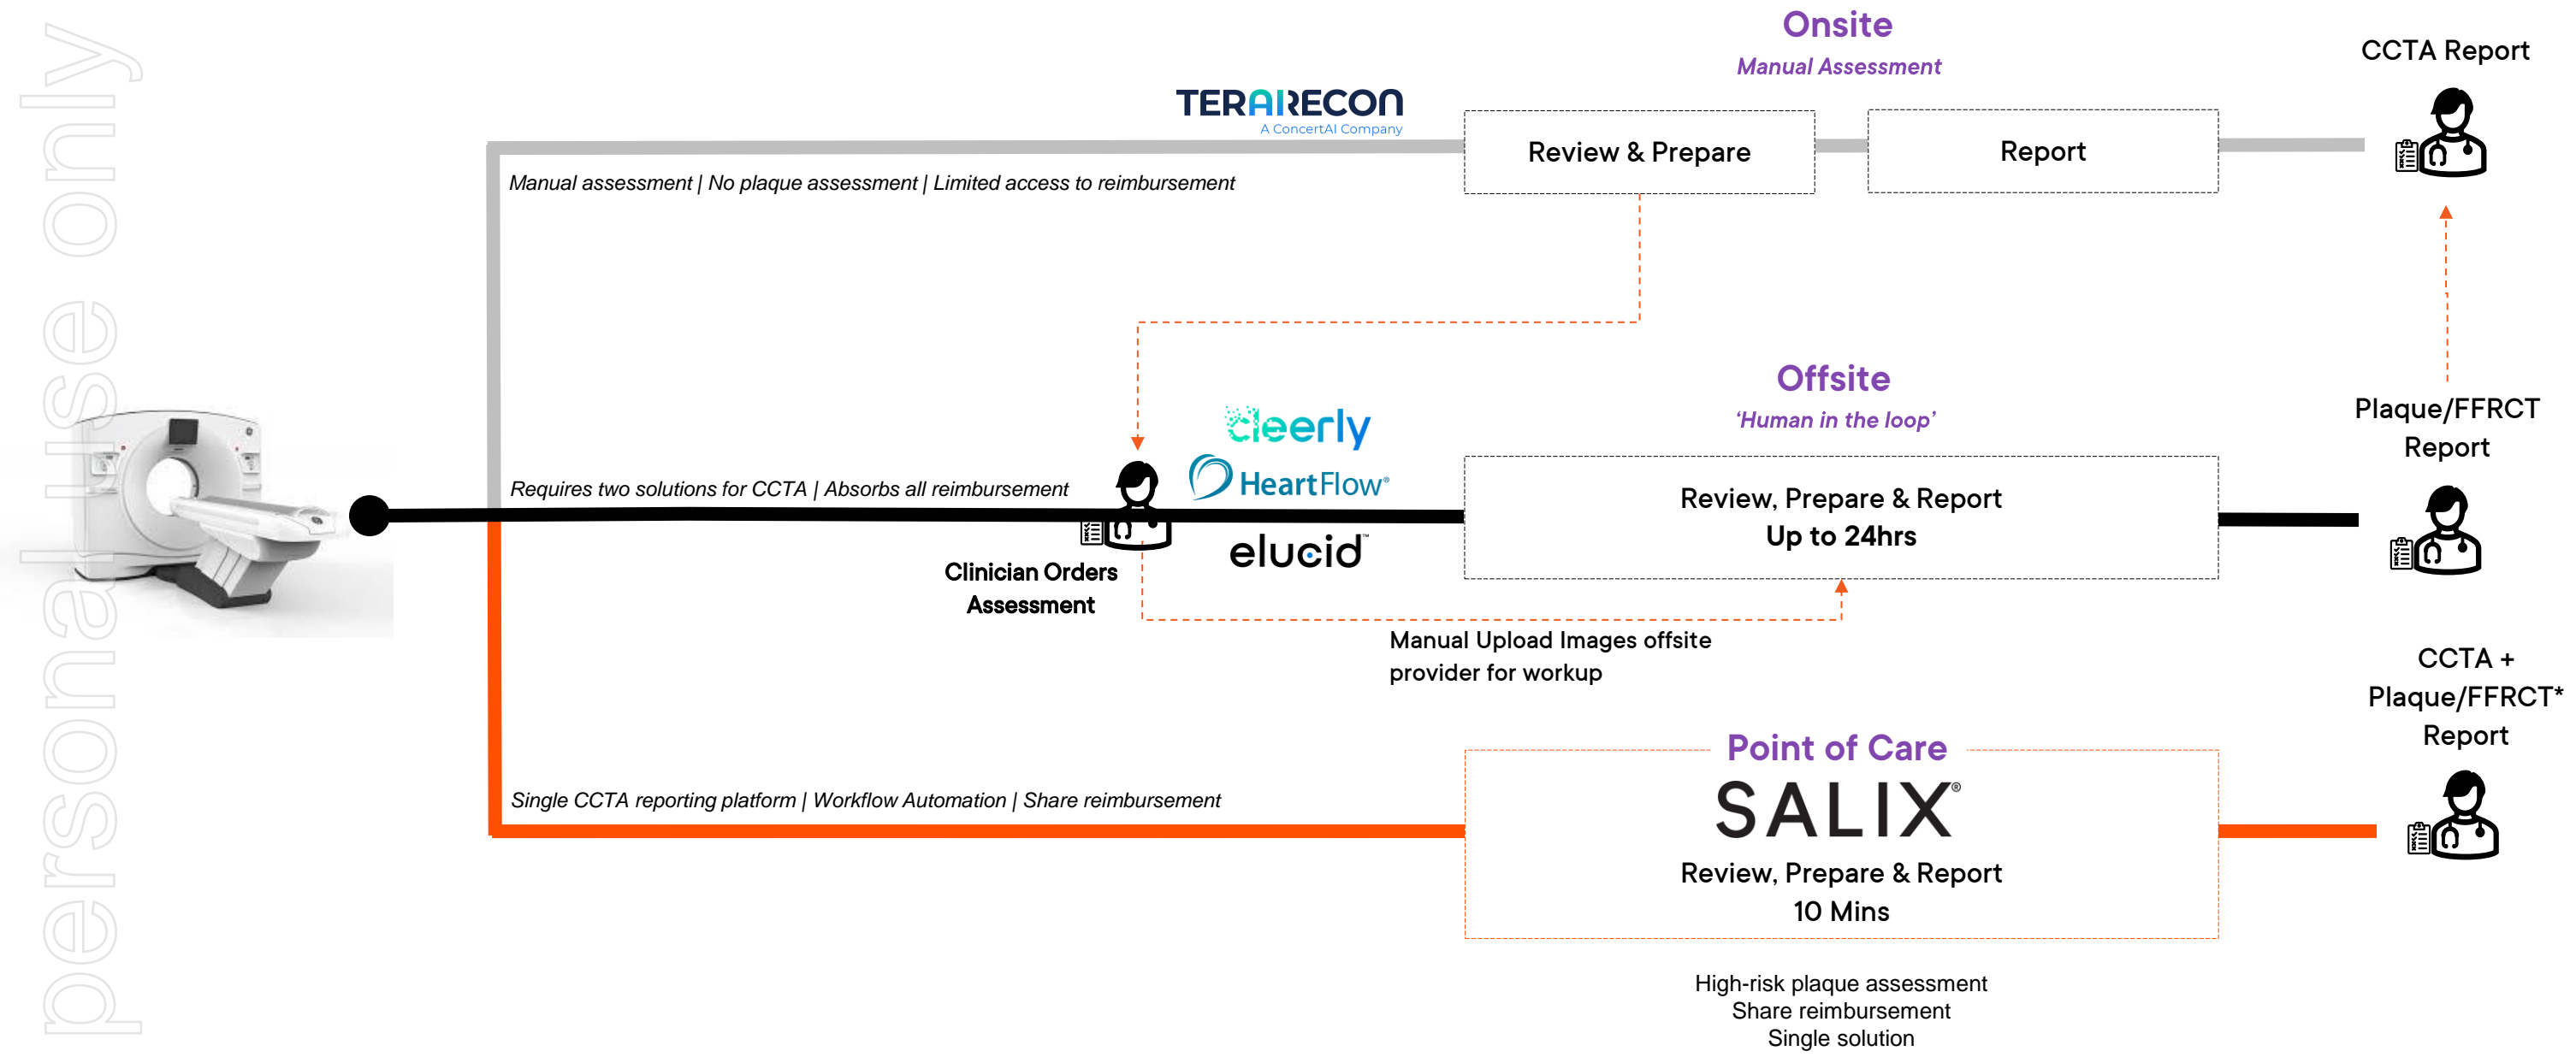 personal use only
Onsite
Manual Assessment
CCTA Report
TERARECON
A ConcertAI Company
Review & Prepare
Report
Manual assessment | No plaque assessment | Limited access to reimbursement
Offsite
‘Human in the loop’
Plaque/FFRCT
Report
cleerly
HeartFlow®
elucid™
Requires two solutions for CCTA | Absorbs all reimbursement
Review, Prepare & Report
Up to 24hrs
Clinician Orders
Assessment
Manual Upload Images offsite
provider for workup
CCTA +
Plaque/FFRCT*
Report
Point of Care
SALIX®
Single CCTA reporting platform | Workflow Automation | Share reimbursement
Review, Prepare & Report
10 Mins
High-risk plaque assessment
Share reimbursement
Single solution